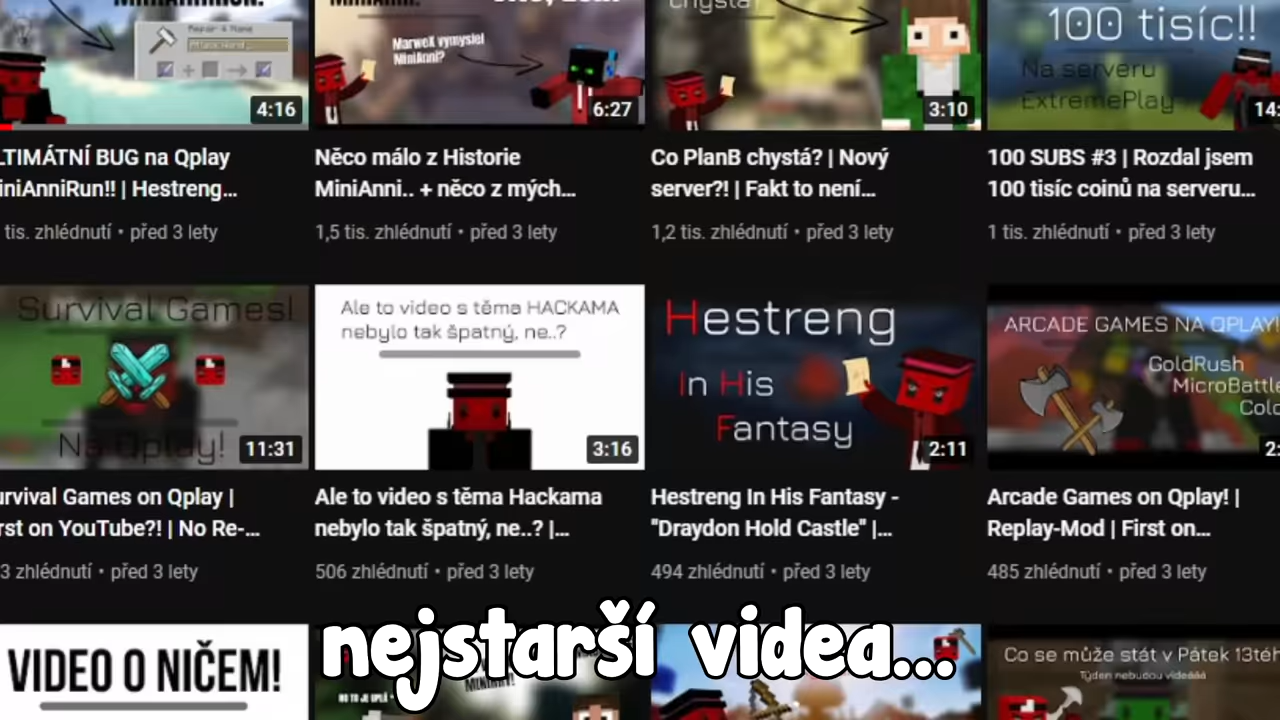 MarweX vymyslel
MiniAnni?
100 tisíc!!
Na serveru
ExtremePlay
4:16
6:27
3:10
14:
LTIMÁTNÍ BUG na Qplay
iniAnniRun!! | Hestreng...
tis. zhlédnutí • před 3 lety
Něco málo z Historie
MiniAnni.. + něco z mých...
1,5 tis. zhlédnutí • před 3 lety
Co PlanB chystá? | Nový
server?! | Fakt to není...
1,2 tis. zhlédnutí • před 3 lety
100 SUBS #3 | Rozdal jsem
100 tisíc coinů na serveru...
1 tis. zhlédnutí • před 3 lety
Survival Games!
Na Qplay!
11:31
Ale to video s těma HACKAMA
nebylo tak špatný, ne..?
3:16
Hestreng
In His
Fantasy
2:11
ARCADE GAMES NA QPLAY!
GoldRush
MicroBattle
Colo
2:
urvival Games on Qplay |
rst on YouTube?! | No Re-...
3 zhlédnutí • před 3 lety
Ale to video s těma Hackama
nebylo tak špatný, ne..? |...
506 zhlédnutí • před 3 lety
Hestreng In His Fantasy -
"Draydon Hold Castle" |...
494 zhlédnutí • před 3 lety
Arcade Games on Qplay! |
Replay-Mod | First on...
485 zhlédnutí • před 3 lety
nejstarší videa...
VIDEO O NIČEM!
Co se může stát v Pátek 13téh
Týden nebudou videááá